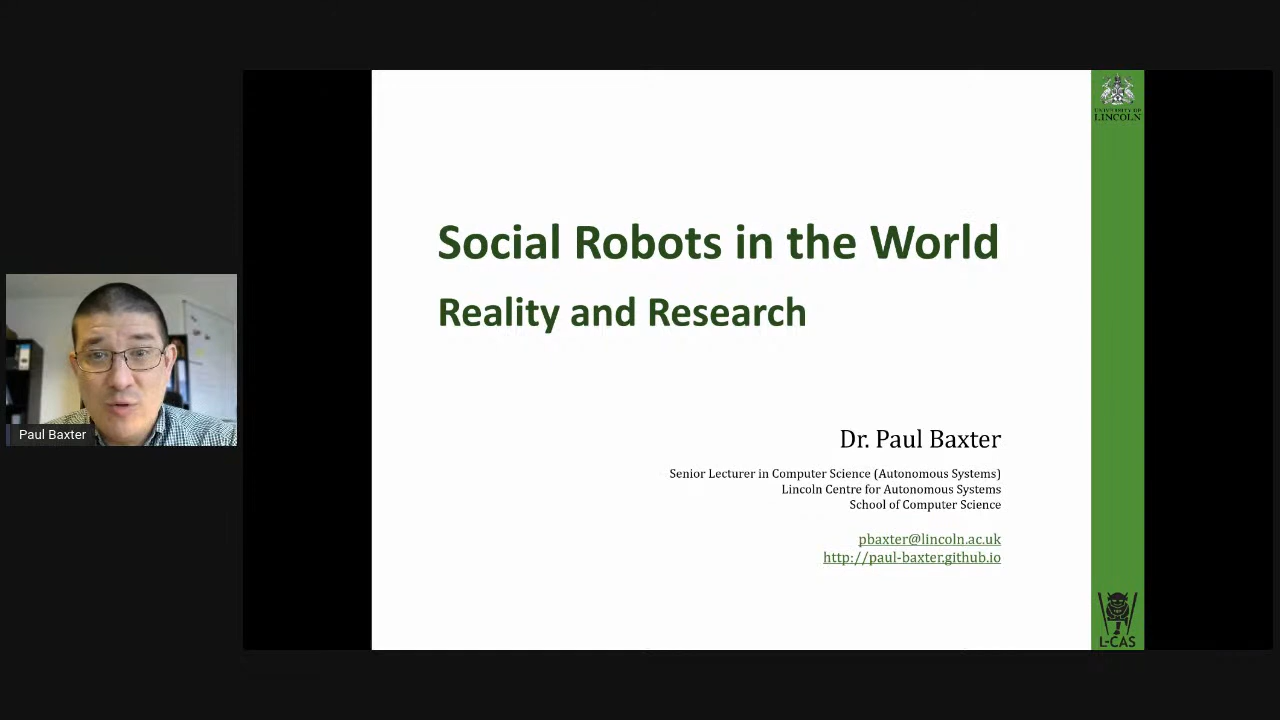 UNIVERSITY OF
LINCOLN
Social Robots in the World
Reality and Research
Dr. Paul Baxter
Senior Lecturer in Computer Science (Autonomous Systems)
Lincoln Centre for Autonomous Systems
School of Computer Science
pbaxter@lincoln.ac.uk
http://paul-baxter.github.io
L-CAS
Paul Baxter